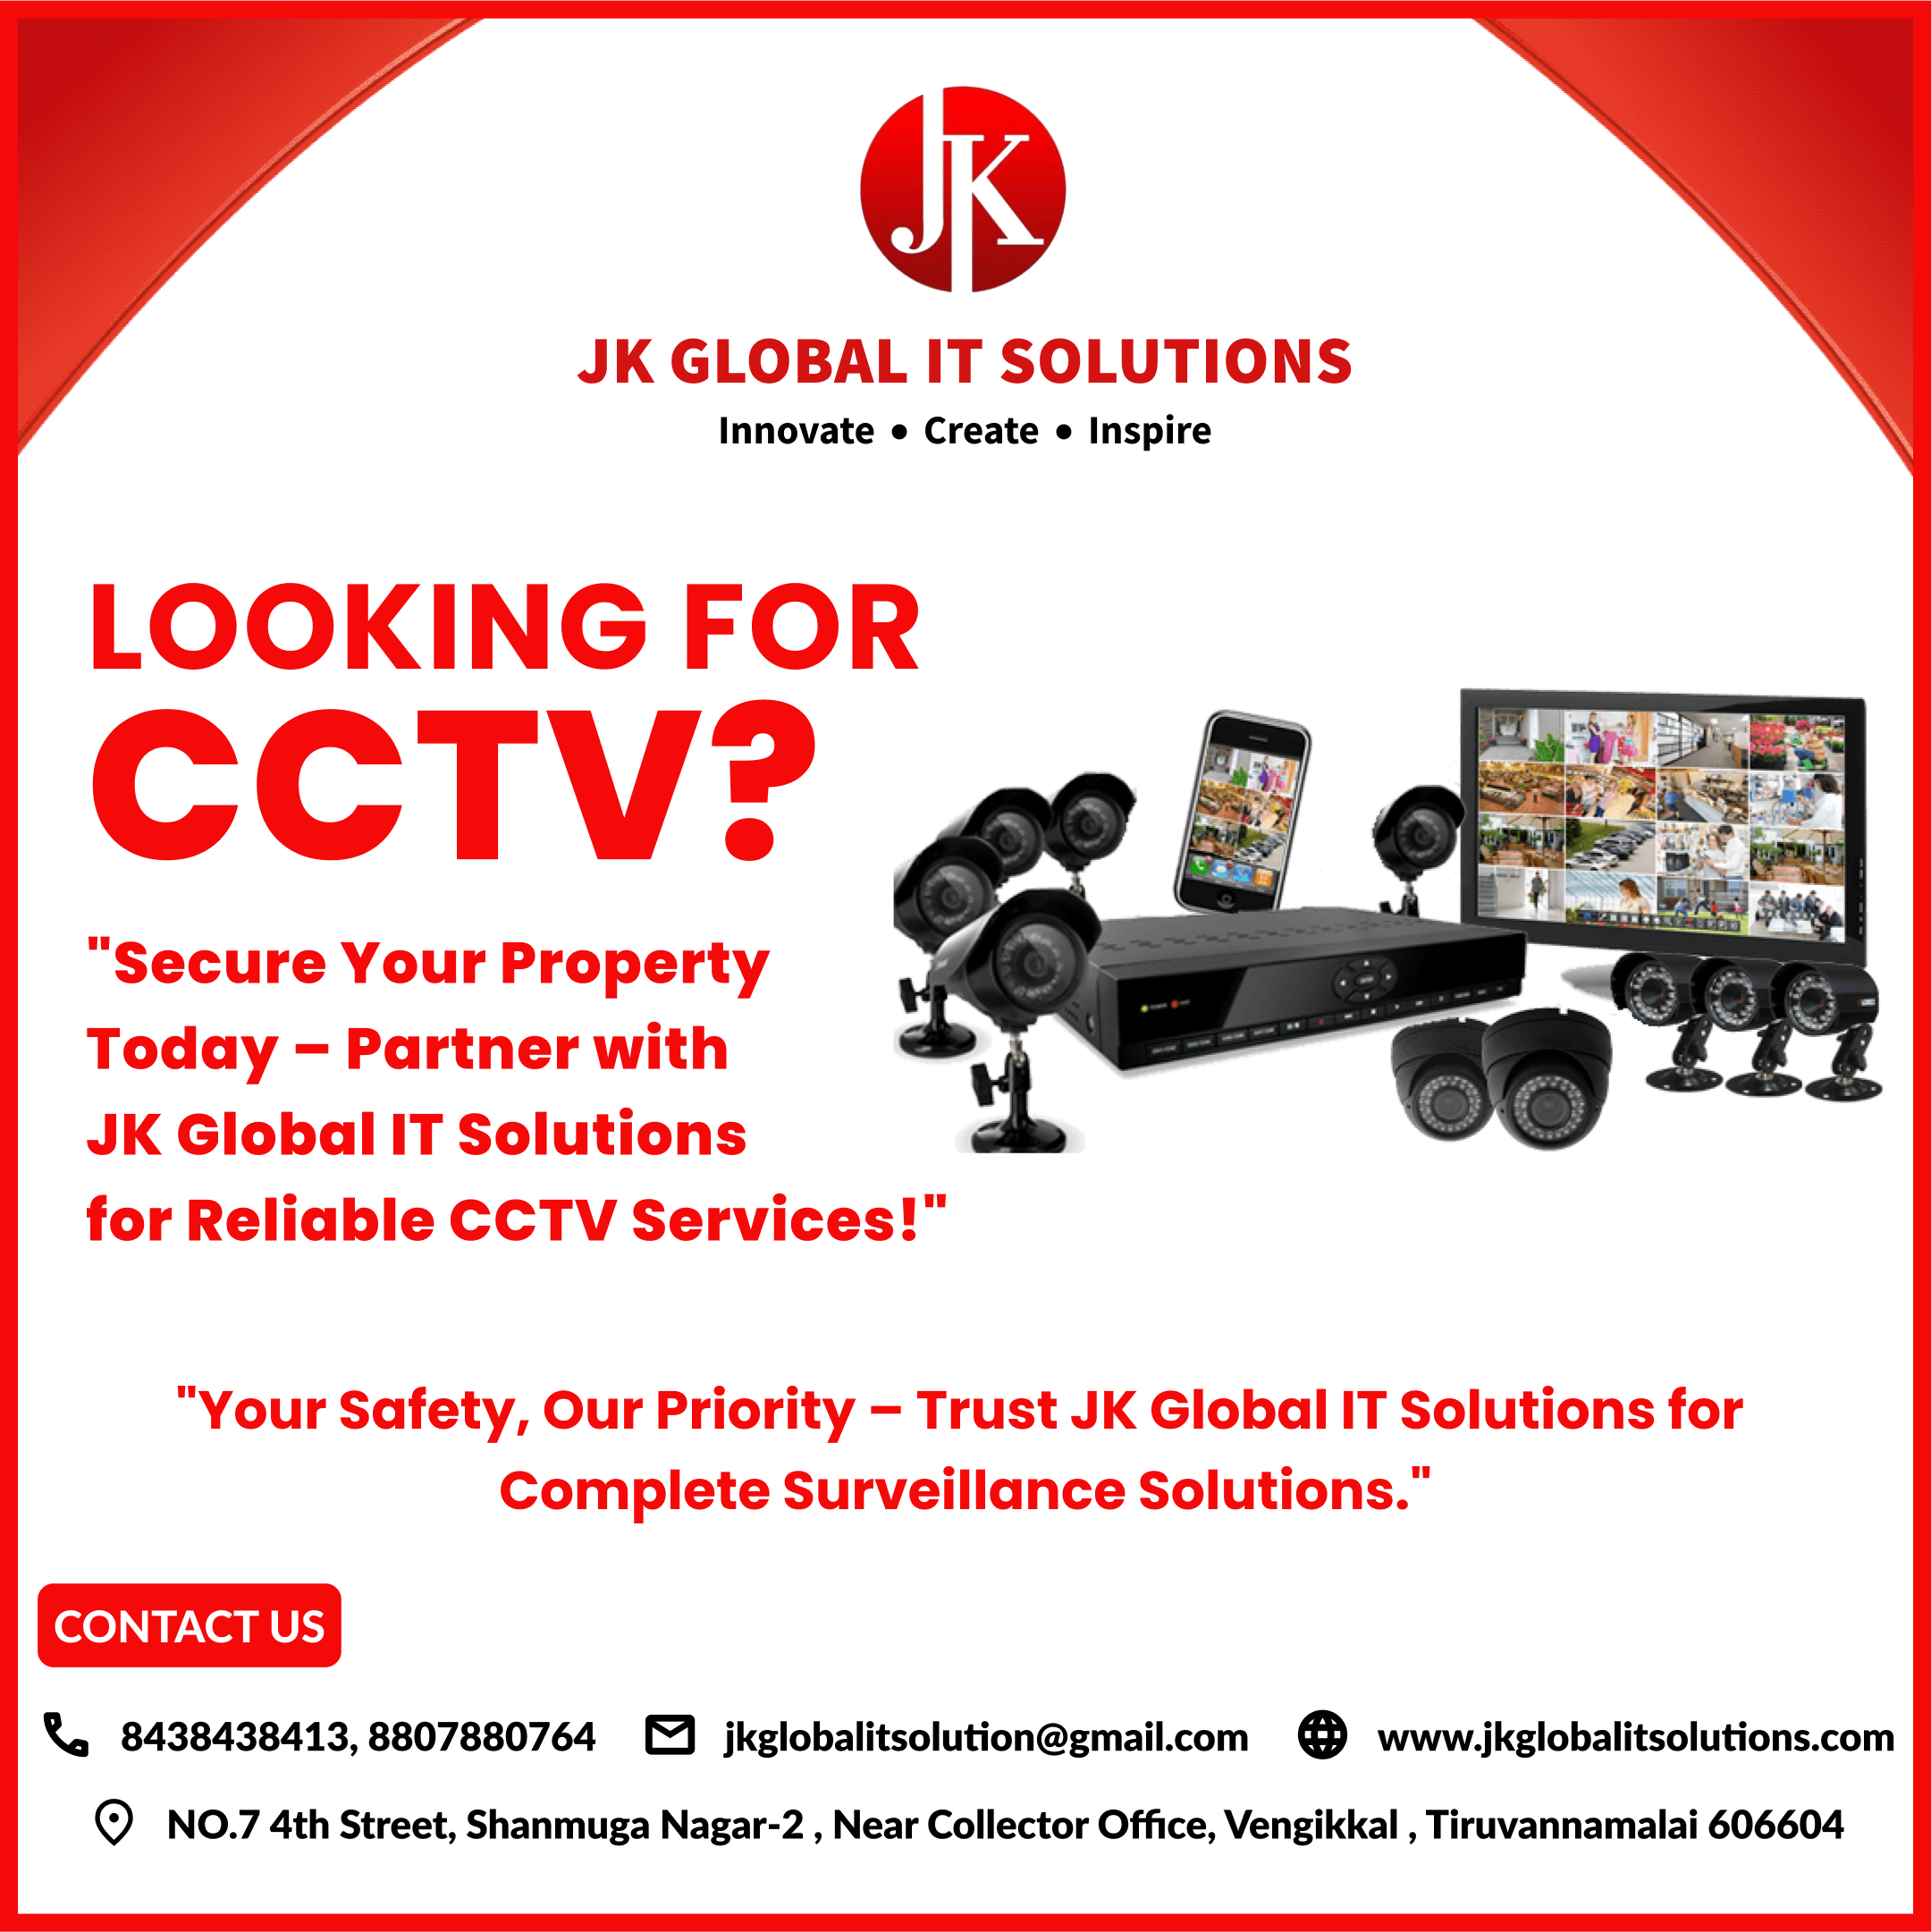 JK
JK GLOBAL IT SOLUTIONS
Innovate • Create • Inspire
LOOKING FOR
CCTV?
"Secure Your Property
Today – Partner with
JK Global IT Solutions
for Reliable CCTV Services!"
"Your Safety, Our Priority – Trust JK Global IT Solutions for
Complete Surveillance Solutions."
CONTACT US
8438438413, 8807880764 jkglobalitsolution@gmail.com www.jkglobalitsolutions.com
NO.7 4th Street, Shanmuga Nagar-2 , Near Collector Office, Vengikkal , Tiruvannamalai 606604